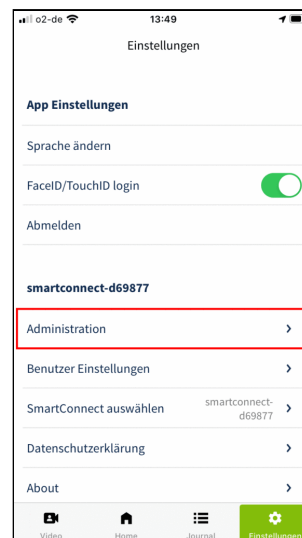 o2-de 13:49
Einstellungen
App Einstellungen
Sprache ändern
FaceID/TouchID login
Abmelden
smartconnect-d69877
Administration
Benutzer Einstellungen
SmartConnect auswählen smartconnect-
d69877
Datenschutzerklärung
About
Video Home Journal Einstellungen